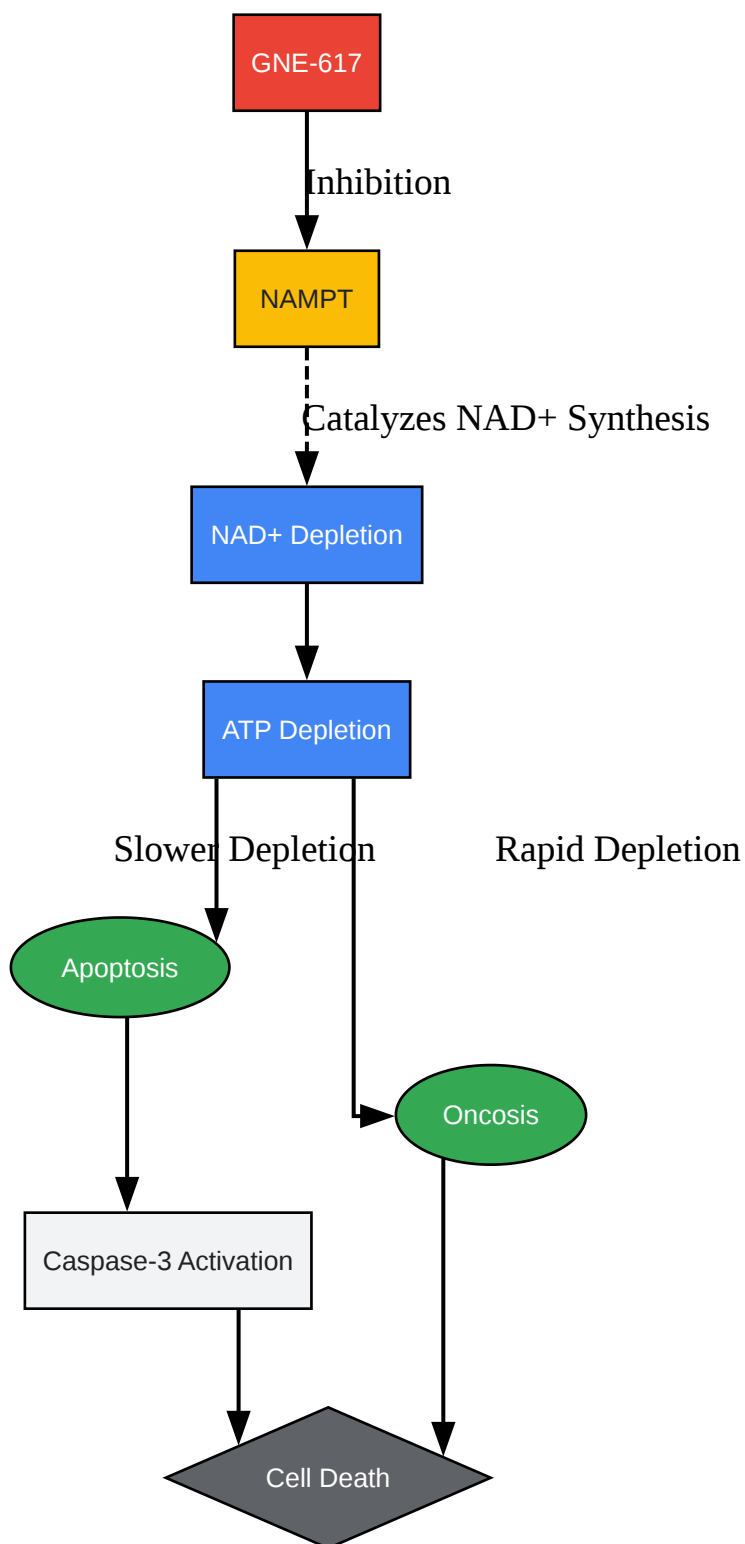 GNE-617
Inhibition
NAMPT
Catalyzes NAD+ Synthesis
NAD+ Depletion
ATP Depletion
Slower Depletion
Rapid Depletion
Apoptosis
Oncosis
Caspase-3 Activation
Cell Death